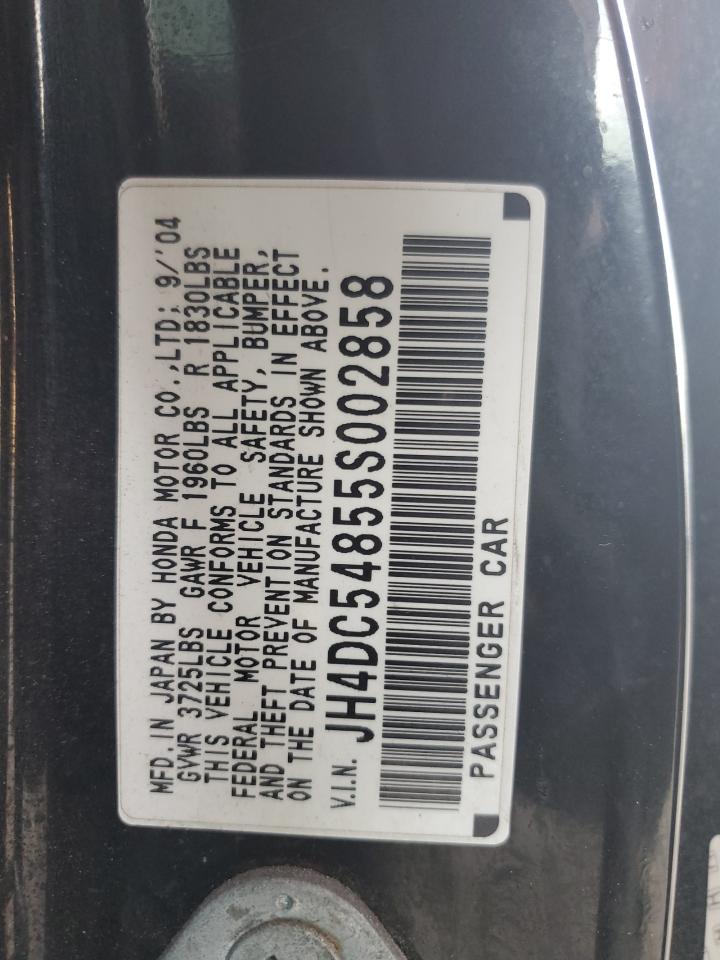 MFD. IN JAPAN BY HONDA MOTOR CO.,LTD; 9/'04
GVWR 3725LBS GAWR F 1960LBS R 1830LBS
THIS VEHICLE CONFORMS TO ALL APPLICABLE
FEDERAL MOTOR VEHICLE SAFETY, BUMPER,
AND THEFT PREVENTION STANDARDS IN EFFECT
ON THE DATE OF MANUFACTURE SHOWN ABOVE.
V.I.N. JH4DC54855S002858
PASSENGER CAR